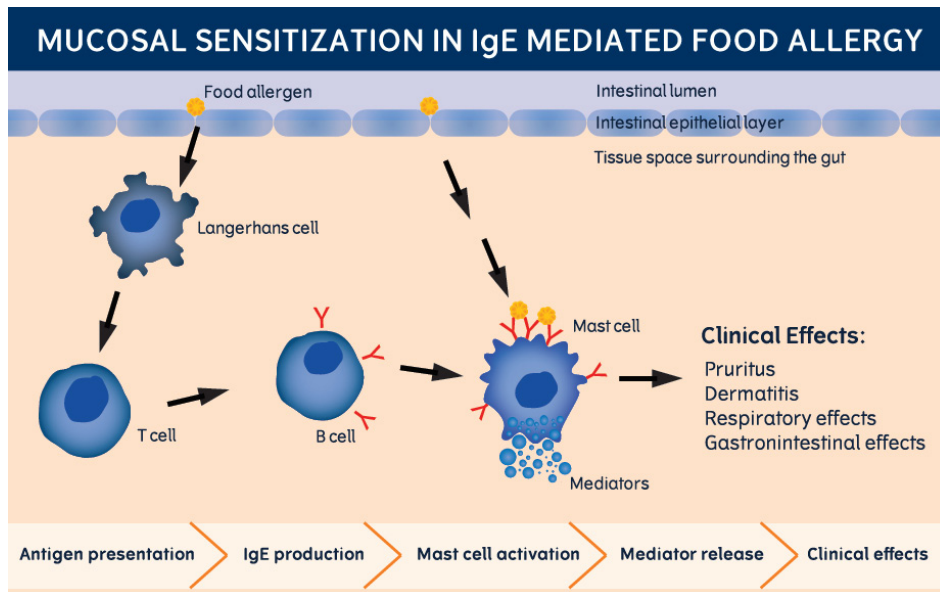 MUCOSAL SENSITIZATION IN IgE MEDIATED FOOD ALLERGY
Food allergen
Intestinal lumen
Intestinal epithelial layer
Tissue space surrounding the gut
Langerhans cell
Mast cell
Clinical Effects:
Pruritus
Dermatitis
Respiratory effects
Gastronintestinal effects
T cell
B cell
Mediators
Antigen presentation
IgE production
Mast cell activation
Mediator release
Clinical effects